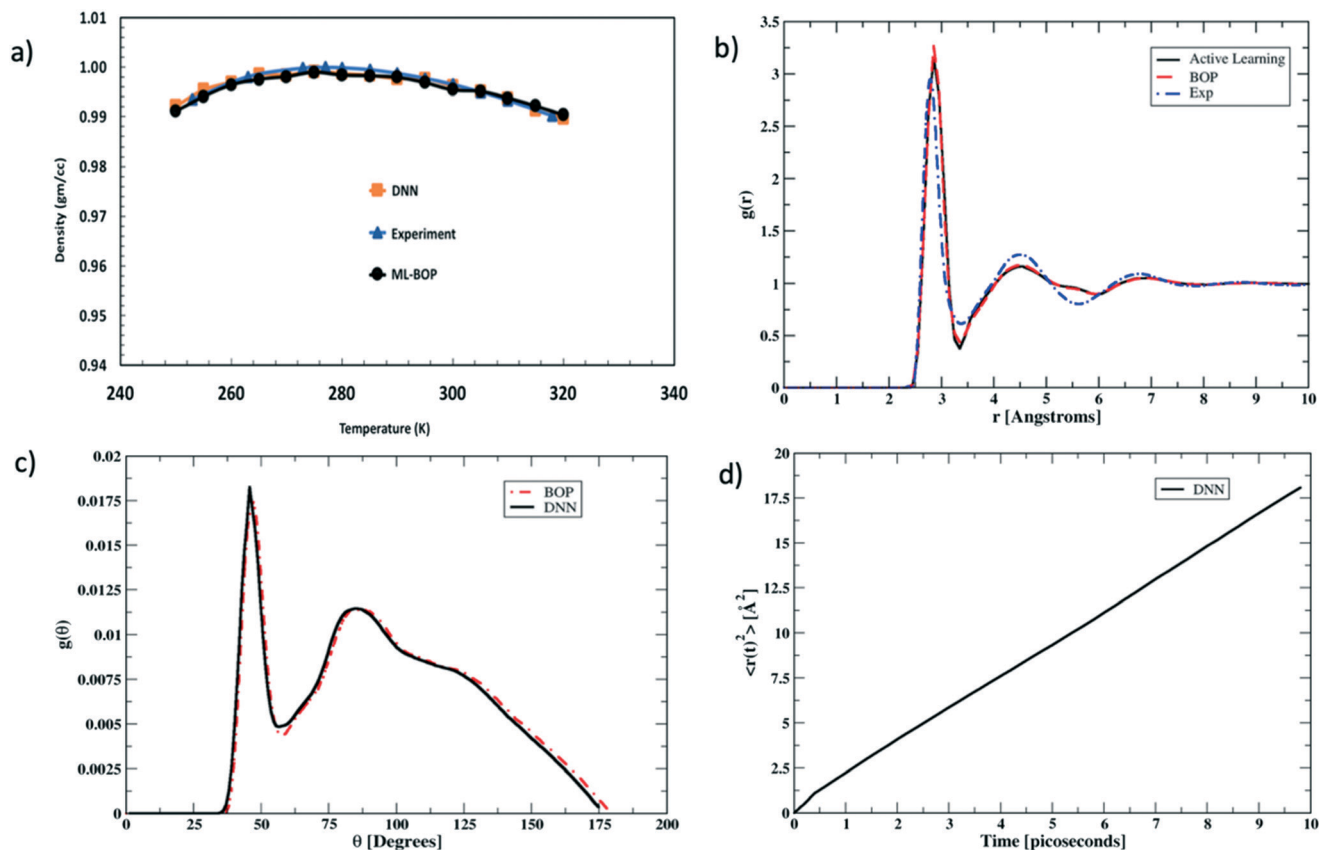 a)
1.01
1.00
0.99
0.98
0.97
0.96
0.95
0.94
240 260 280 300 320 340
Density (gm/cc)
Temperature (K)
DNN
Experiment
ML-BOP
b)
3.5
3
2.5
2
1.5
1
0.5
0
0 1 2 3 4 5 6 7 8 9 10
g(r)
r [Angstroms]
Active Learning
BOP
Exp
c)
0.02
0.0175
0.015
0.0125
0.01
0.0075
0.005
0.0025
0
0 25 50 75 100 125 150 175 200
g(θ)
θ [Degrees]
BOP
DNN
d)
20
17.5
15
12.5
10
7.5
5
2.5
0
0 1 2 3 4 5 6 7 8 9 10
<r(t)²> [Å²]
Time [picoseconds]
DNN